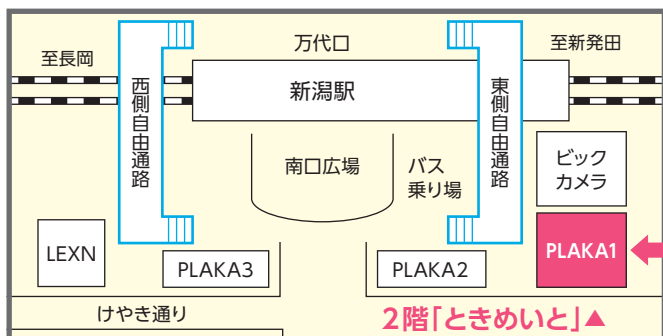 万代口
至長岡
至新発田
新潟駅
西側自由通路
東側自由通路
南口広場
バス
乗り場
ビック
カメラ
LEXN
PLAKA3
PLAKA2
PLAKA1
けやき通り
2階「ときめいと」▲